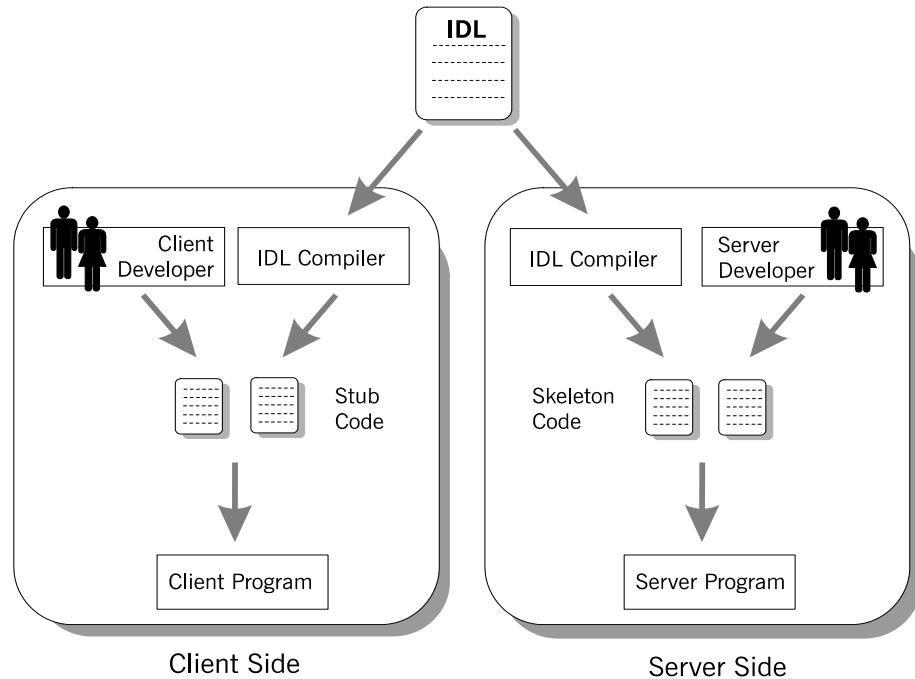 IDL
Client
Developer
IDL Compiler
Stub
Code
Client Program
Client Side
IDL Compiler
Server
Developer
Skeleton
Code
Server Program
Server Side